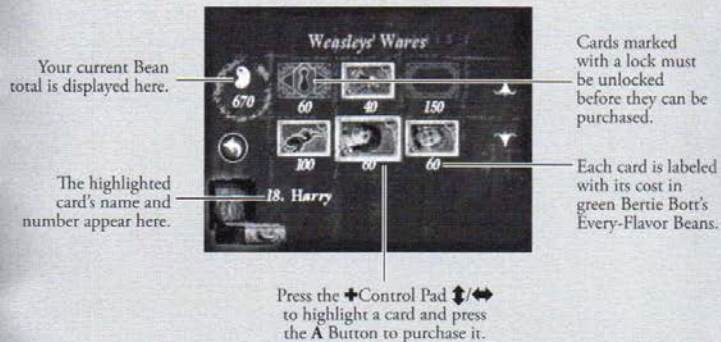 Weasleys' Wares
Your current Bean
total is displayed here.
670
60
40
150
100
60
60
18. Harry
Cards marked
with a lock must
be unlocked
before they can be
purchased.
The highlighted
card's name and
number appear here.
Each card is labeled
with its cost in
green Bertie Bott's
Every-Flavor Beans.
Press the ✚Control Pad ⬍/⬌
to highlight a card and press
the A Button to purchase it.